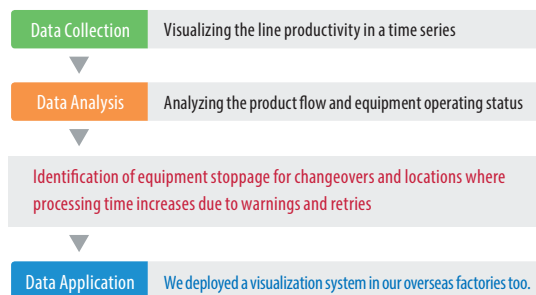 Data Collection Visualizing the line productivity in a time series
Data Analysis Analyzing the product flow and equipment operating status
Identification of equipment stoppage for changeovers and locations where
processing time increases due to warnings and retries
Data Application We deployed a visualization system in our overseas factories too.